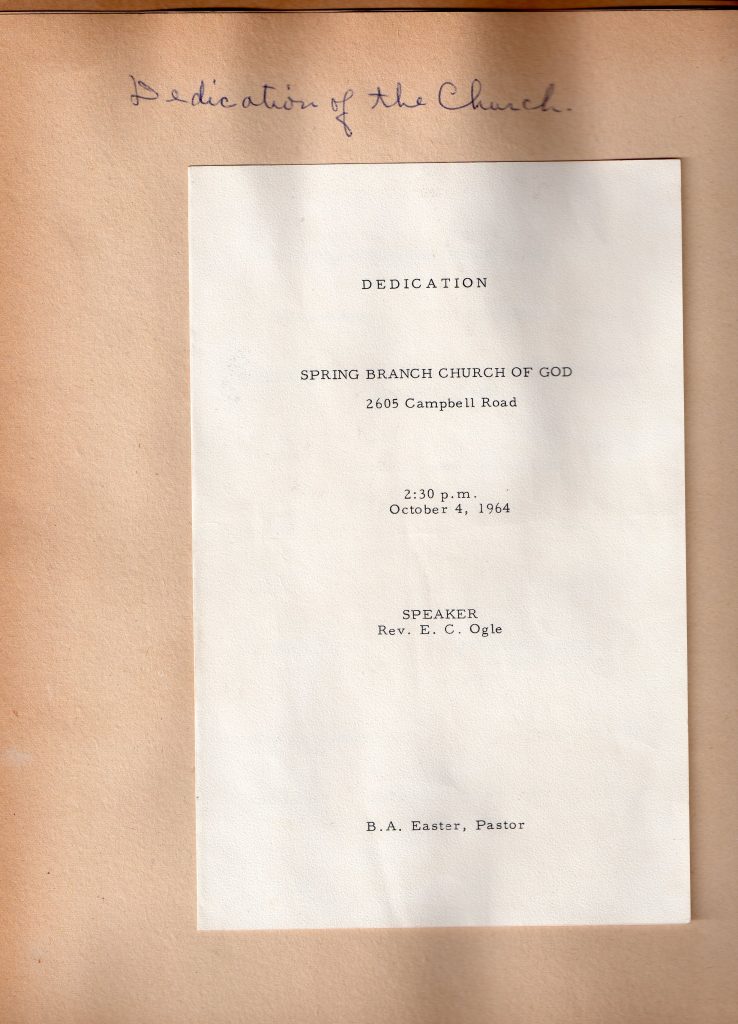 Dedication of the Church.
DEDICATION
SPRING BRANCH CHURCH OF GOD
2605 Campbell Road
2:30 p.m.
October 4, 1964
SPEAKER
Rev. E. C. Ogle
B.A. Easter, Pastor